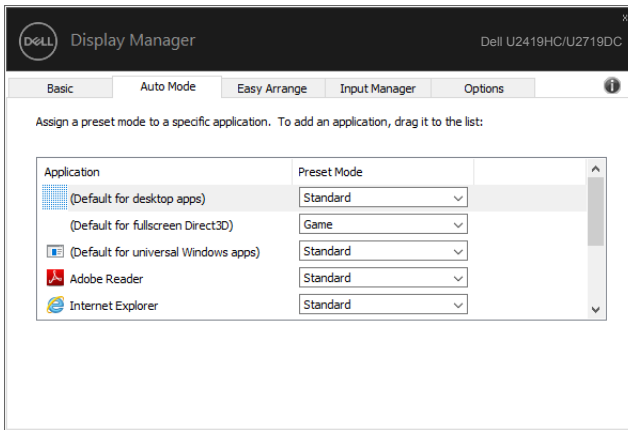 x
DELL Display Manager Dell U2419HC/U2719DC
Basic Auto Mode Easy Arrange Input Manager Options i
Assign a preset mode to a specific application. To add an application, drag it to the list:
Application Preset Mode
(Default for desktop apps) Standard
(Default for fullscreen Direct3D) Game
(Default for universal Windows apps) Standard
Adobe Reader Standard
Internet Explorer Standard